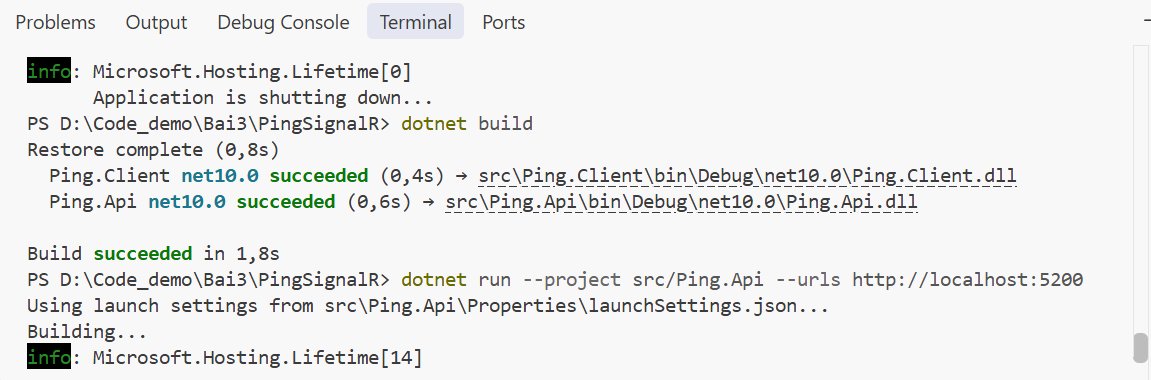 Problems Output Debug Console Terminal Ports
info: Microsoft.Hosting.Lifetime[0]
      Application is shutting down...
PS D:\Code_demo\Bai3\PingSignalR> dotnet build
Restore complete (0,8s)
  Ping.Client net10.0 succeeded (0,4s) → src\Ping.Client\bin\Debug\net10.0\Ping.Client.dll
  Ping.Api net10.0 succeeded (0,6s) → src\Ping.Api\bin\Debug\net10.0\Ping.Api.dll
Build succeeded in 1,8s
PS D:\Code_demo\Bai3\PingSignalR> dotnet run --project src/Ping.Api --urls http://localhost:5200
Using launch settings from src\Ping.Api\Properties\launchSettings.json...
Building...
info: Microsoft.Hosting.Lifetime[14]